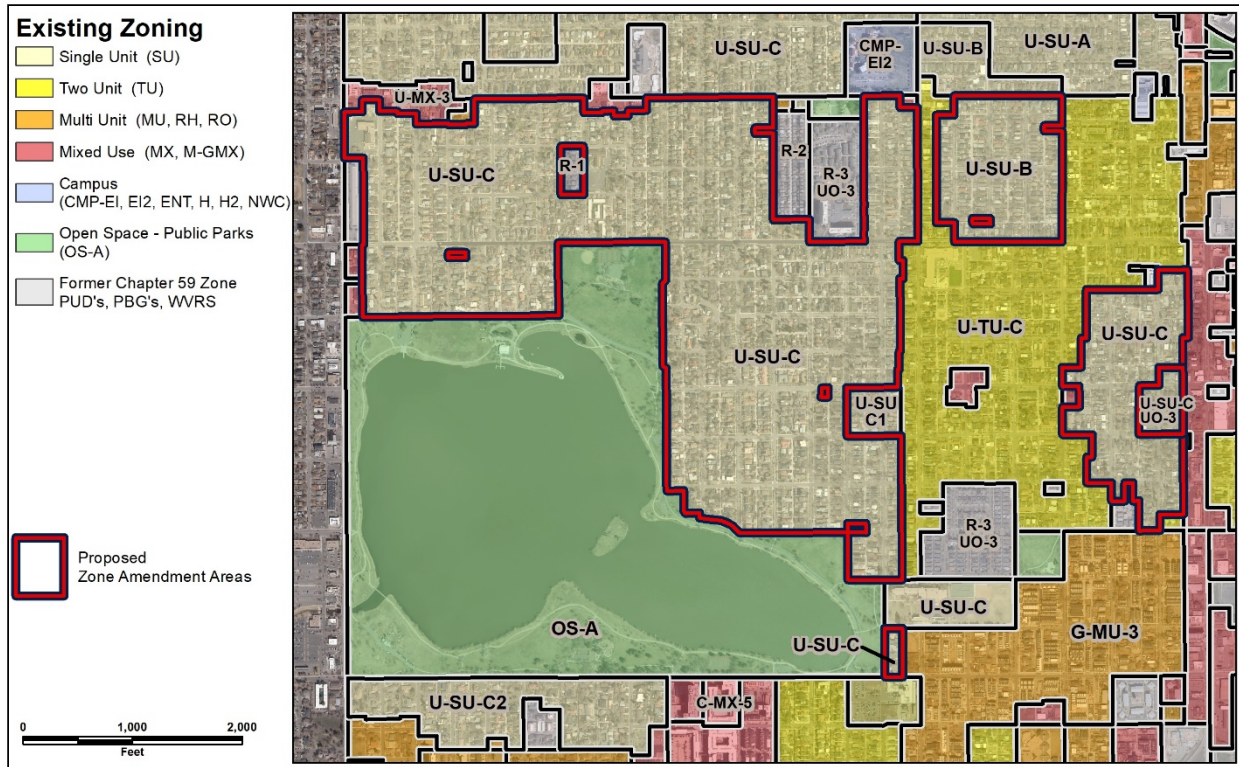 Existing Zoning
Single Unit (SU)
Two Unit (TU)
Multi Unit (MU, RH, RO)
Mixed Use (MX, M-GMX)
Campus
(CMP-EI, EI2, ENT, H, H2, NWC)
Open Space - Public Parks
(OS-A)
Former Chapter 59 Zone
PUD's, PBG's, WVRS
Proposed
Zone Amendment Areas
0 1,000 2,000
Feet
U-SU-C
CMP-
EI2
U-SU-B
U-SU-A
U-MX-3
U-SU-C
R-1
R-2
R-3
UO-3
U-SU-B
U-SU-C
U-TU-C
U-SU-C
U-SU
C1
U-SU-C
UO-3
R-3
UO-3
U-SU-C
OS-A
U-SU-C
G-MU-3
U-SU-C2
C-MX-5